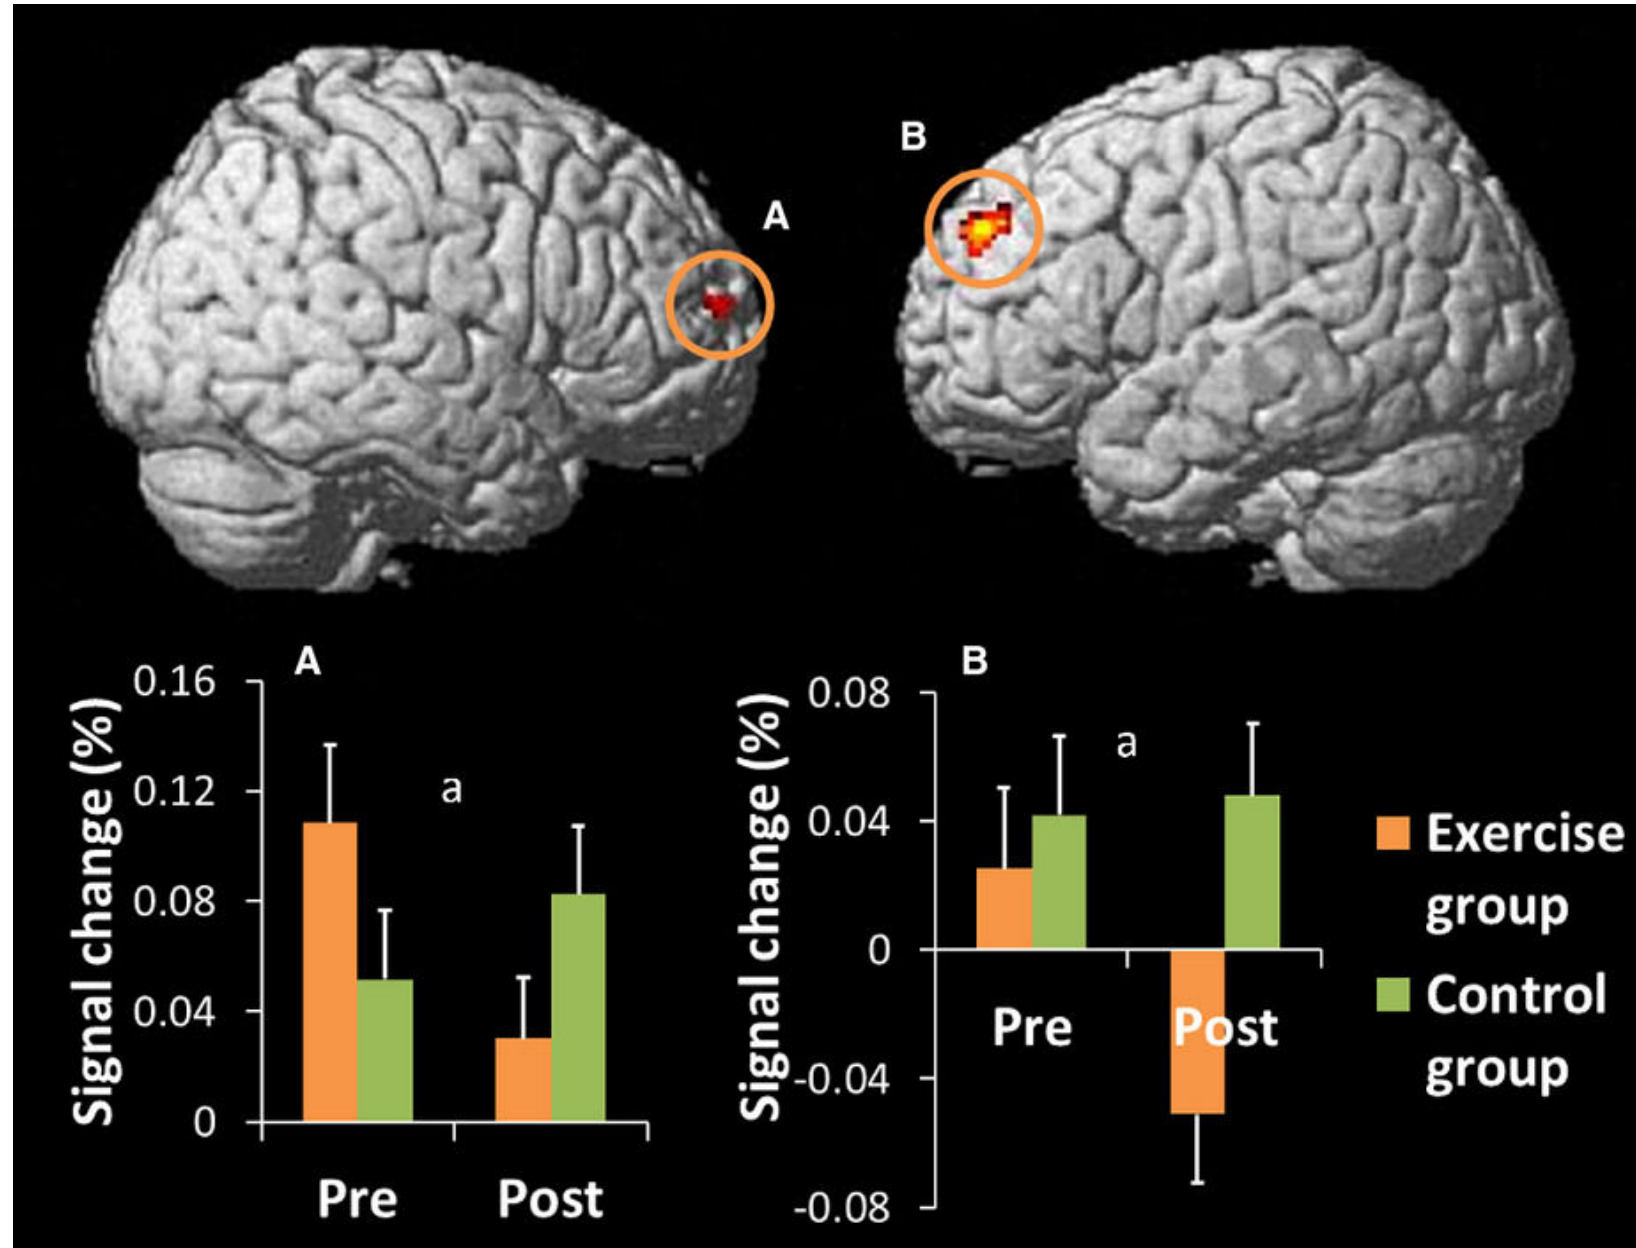 B
A
A
Signal change (%)
0.16
0.12
0.08
0.04
0
a
Pre
Post
B
Signal change (%)
0.08
0.04
0
-0.04
-0.08
a
Pre
Post
Exercise
group
Control
group